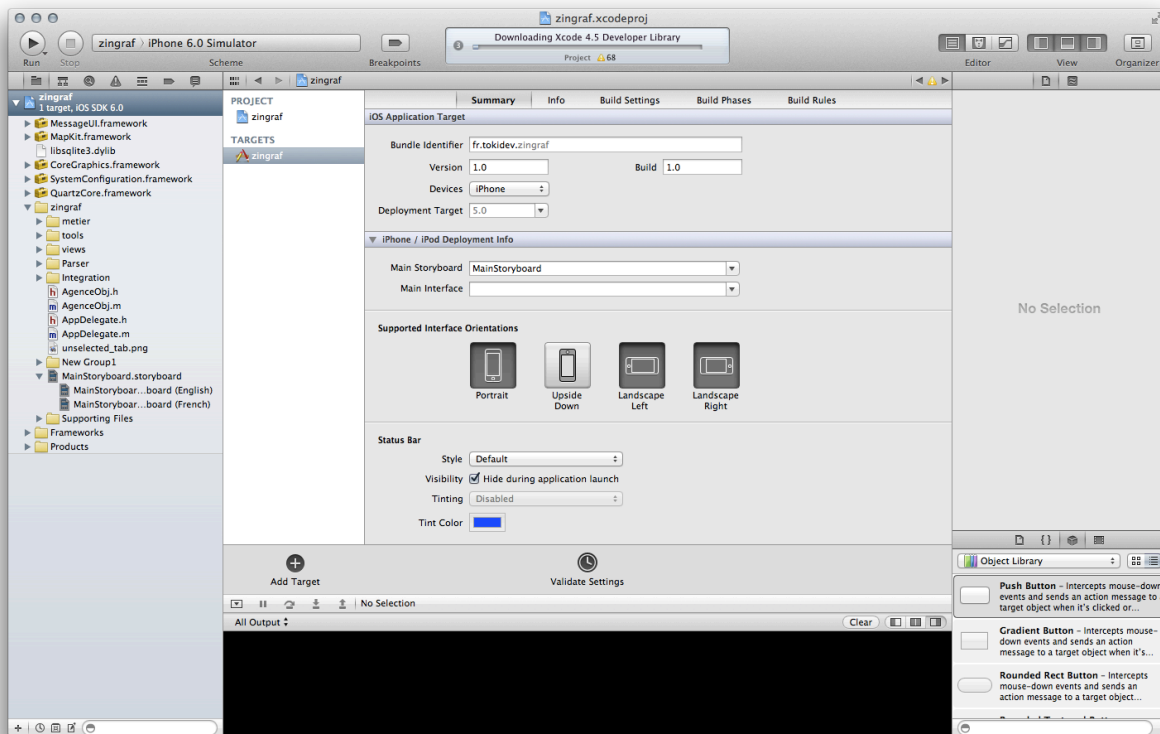 zingraf.xcodeproj
Run
Stop
zingraf › iPhone 6.0 Simulator
Scheme
Breakpoints
3
Downloading Xcode 4.5 Developer Library
Project 68
Editor
View
Organizer
zingraf
1 target, iOS SDK 6.0
MessageUI.framework
MapKit.framework
libsqlite3.dylib
CoreGraphics.framework
SystemConfiguration.framework
QuartzCore.framework
zingraf
metier
tools
views
Parser
Integration
h AgenceObj.h
m AgenceObj.m
h AppDelegate.h
m AppDelegate.m
unselected_tab.png
New Group1
MainStoryboard.storyboard
MainStoryboar...board (English)
MainStoryboar...board (French)
Supporting Files
Frameworks
Products
zingraf
PROJECT
zingraf
TARGETS
zingraf
Summary
Info
Build Settings
Build Phases
Build Rules
iOS Application Target
Bundle Identifier fr.tokidev.zingraf
Version 1.0
Build 1.0
Devices iPhone
Deployment Target 5.0
iPhone / iPod Deployment Info
Main Storyboard MainStoryboard
Main Interface
Supported Interface Orientations
Portrait
Upside
Down
Landscape
Left
Landscape
Right
Status Bar
Style Default
Visibility Hide during application launch
Tinting Disabled
Tint Color
Add Target
Validate Settings
No Selection
All Output
Clear
No Selection
{}
Object Library
Push Button – Intercepts mouse-down
events and sends an action message to
target object when it's clicked or...
Gradient Button – Intercepts mouse-
down events and sends an action
message to a target object when it's...
Rounded Rect Button – Intercepts
mouse-down events and sends an
action message to a target object...